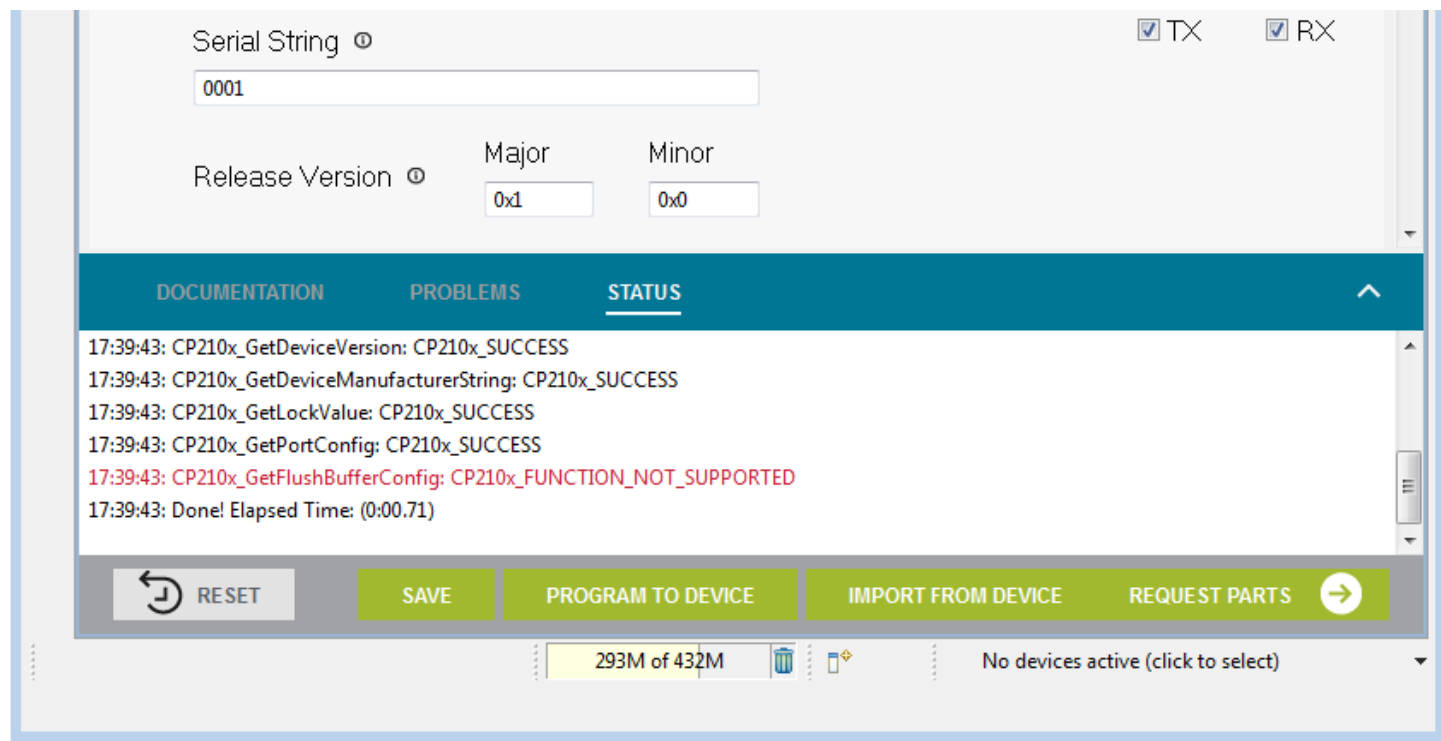 Serial String
TX
RX
0001
Major
Minor
Release Version
0x1
0x0
DOCUMENTATION
PROBLEMS
STATUS
17:39:43: CP210x_GetDeviceVersion: CP210x_SUCCESS
17:39:43: CP210x_GetDeviceManufacturerString: CP210x_SUCCESS
17:39:43: CP210x_GetLockValue: CP210x_SUCCESS
17:39:43: CP210x_GetPortConfig: CP210x_SUCCESS
17:39:43: CP210x_GetFlushBufferConfig: CP210x_FUNCTION_NOT_SUPPORTED
17:39:43: Done! Elapsed Time: (0:00.71)
RESET
SAVE
PROGRAM TO DEVICE
IMPORT FROM DEVICE
REQUEST PARTS
293M of 432M
No devices active (click to select)